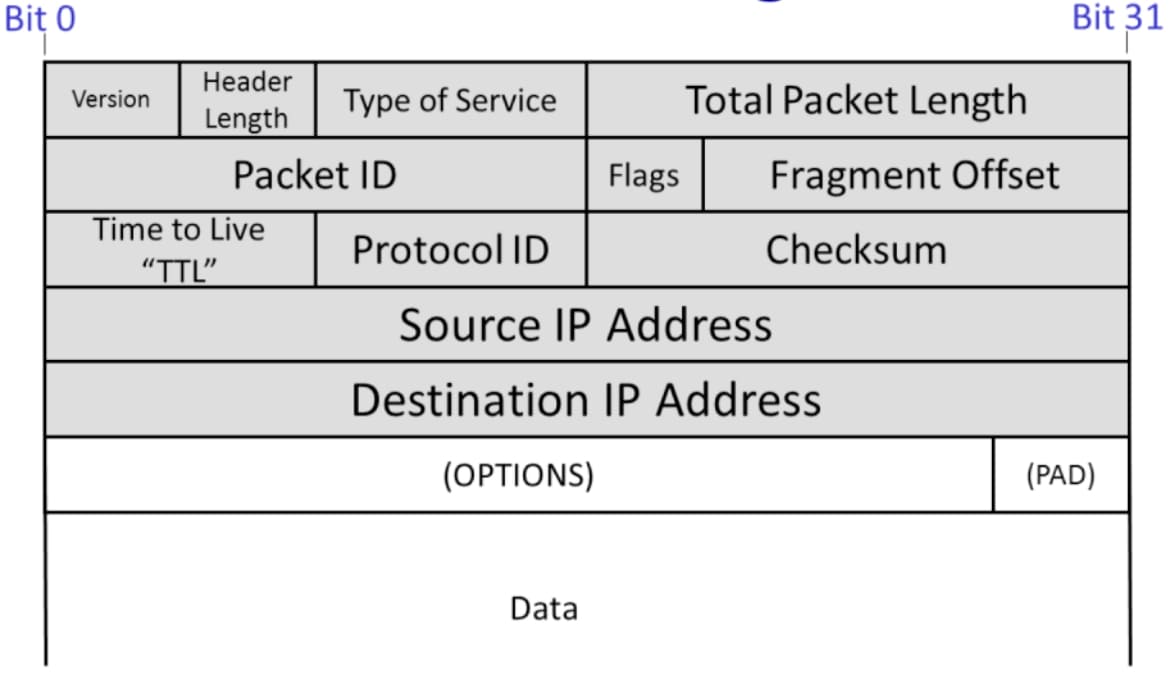 Bit 0
Bit 31
Version
Header
Length
Type of Service
Total Packet Length
Packet ID
Flags
Fragment Offset
Time to Live
“TTL”
Protocol ID
Checksum
Source IP Address
Destination IP Address
(OPTIONS)
(PAD)
Data